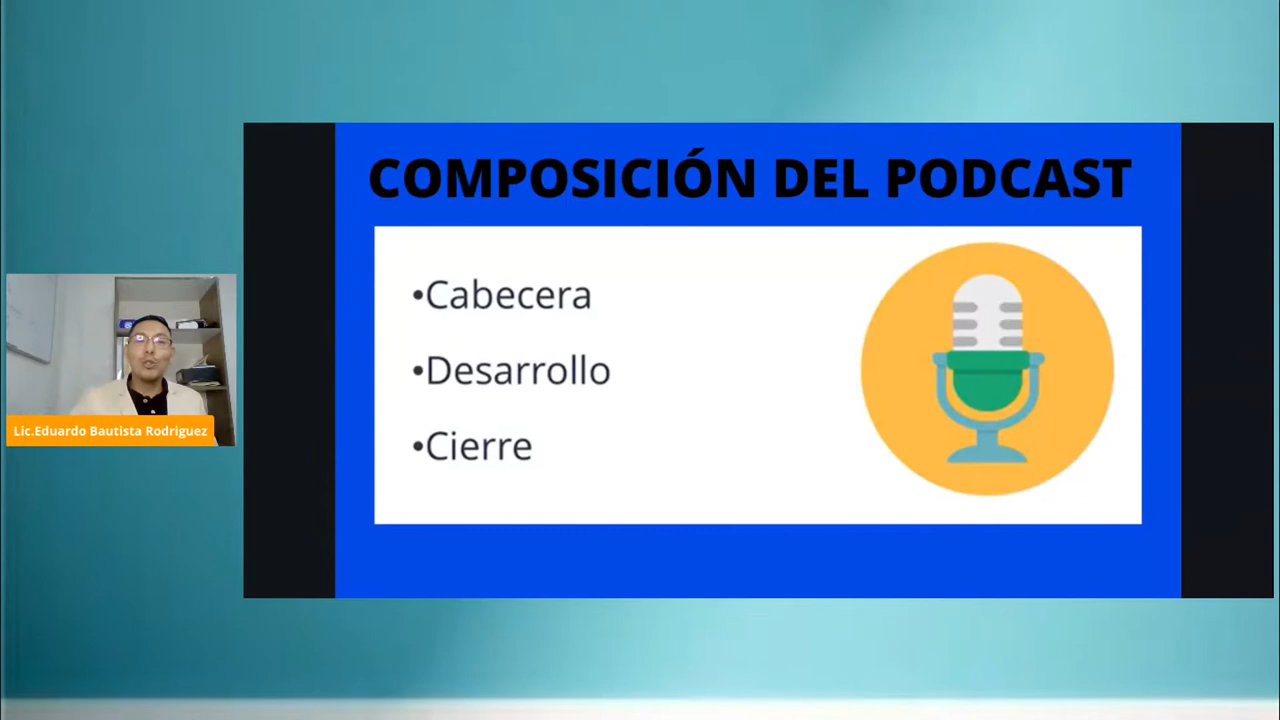 COMPOSICIÓN DEL PODCAST
•Cabecera
•Desarrollo
•Cierre
Lic.Eduardo Bautista Rodriguez